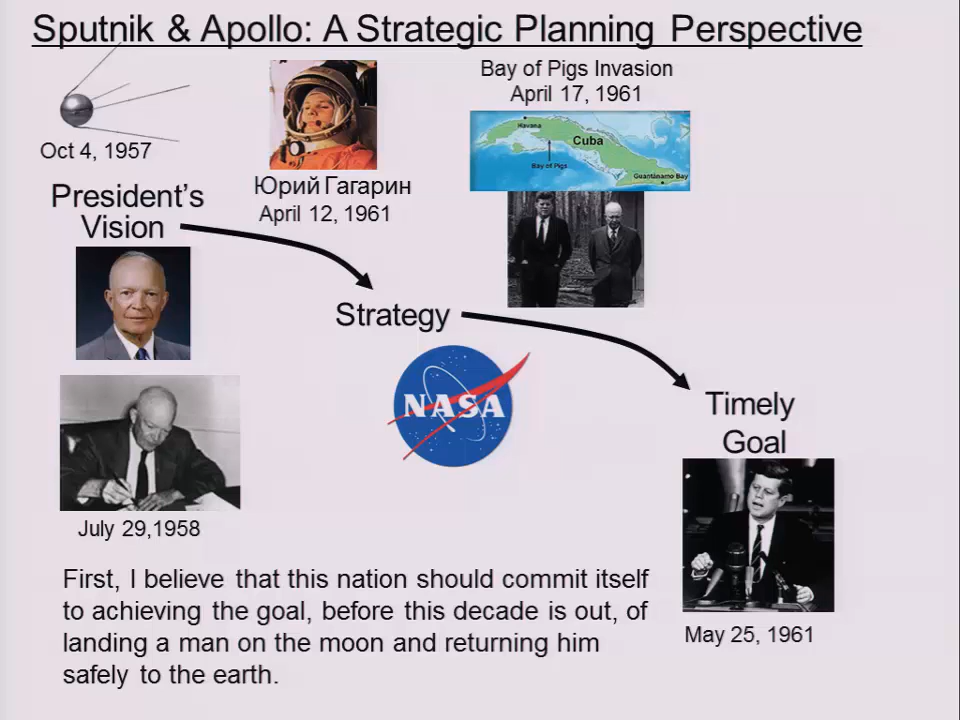 Sputnik & Apollo: A Strategic Planning Perspective
Oct 4, 1957
Юрий Гагарин
April 12, 1961
Bay of Pigs Invasion
April 17, 1961
Havana
Cuba
Bay of Pigs
Guantánamo Bay
President's
Vision
Strategy
NASA
Timely
Goal
July 29,1958
May 25, 1961
First, I believe that this nation should commit itself
to achieving the goal, before this decade is out, of
landing a man on the moon and returning him
safely to the earth.